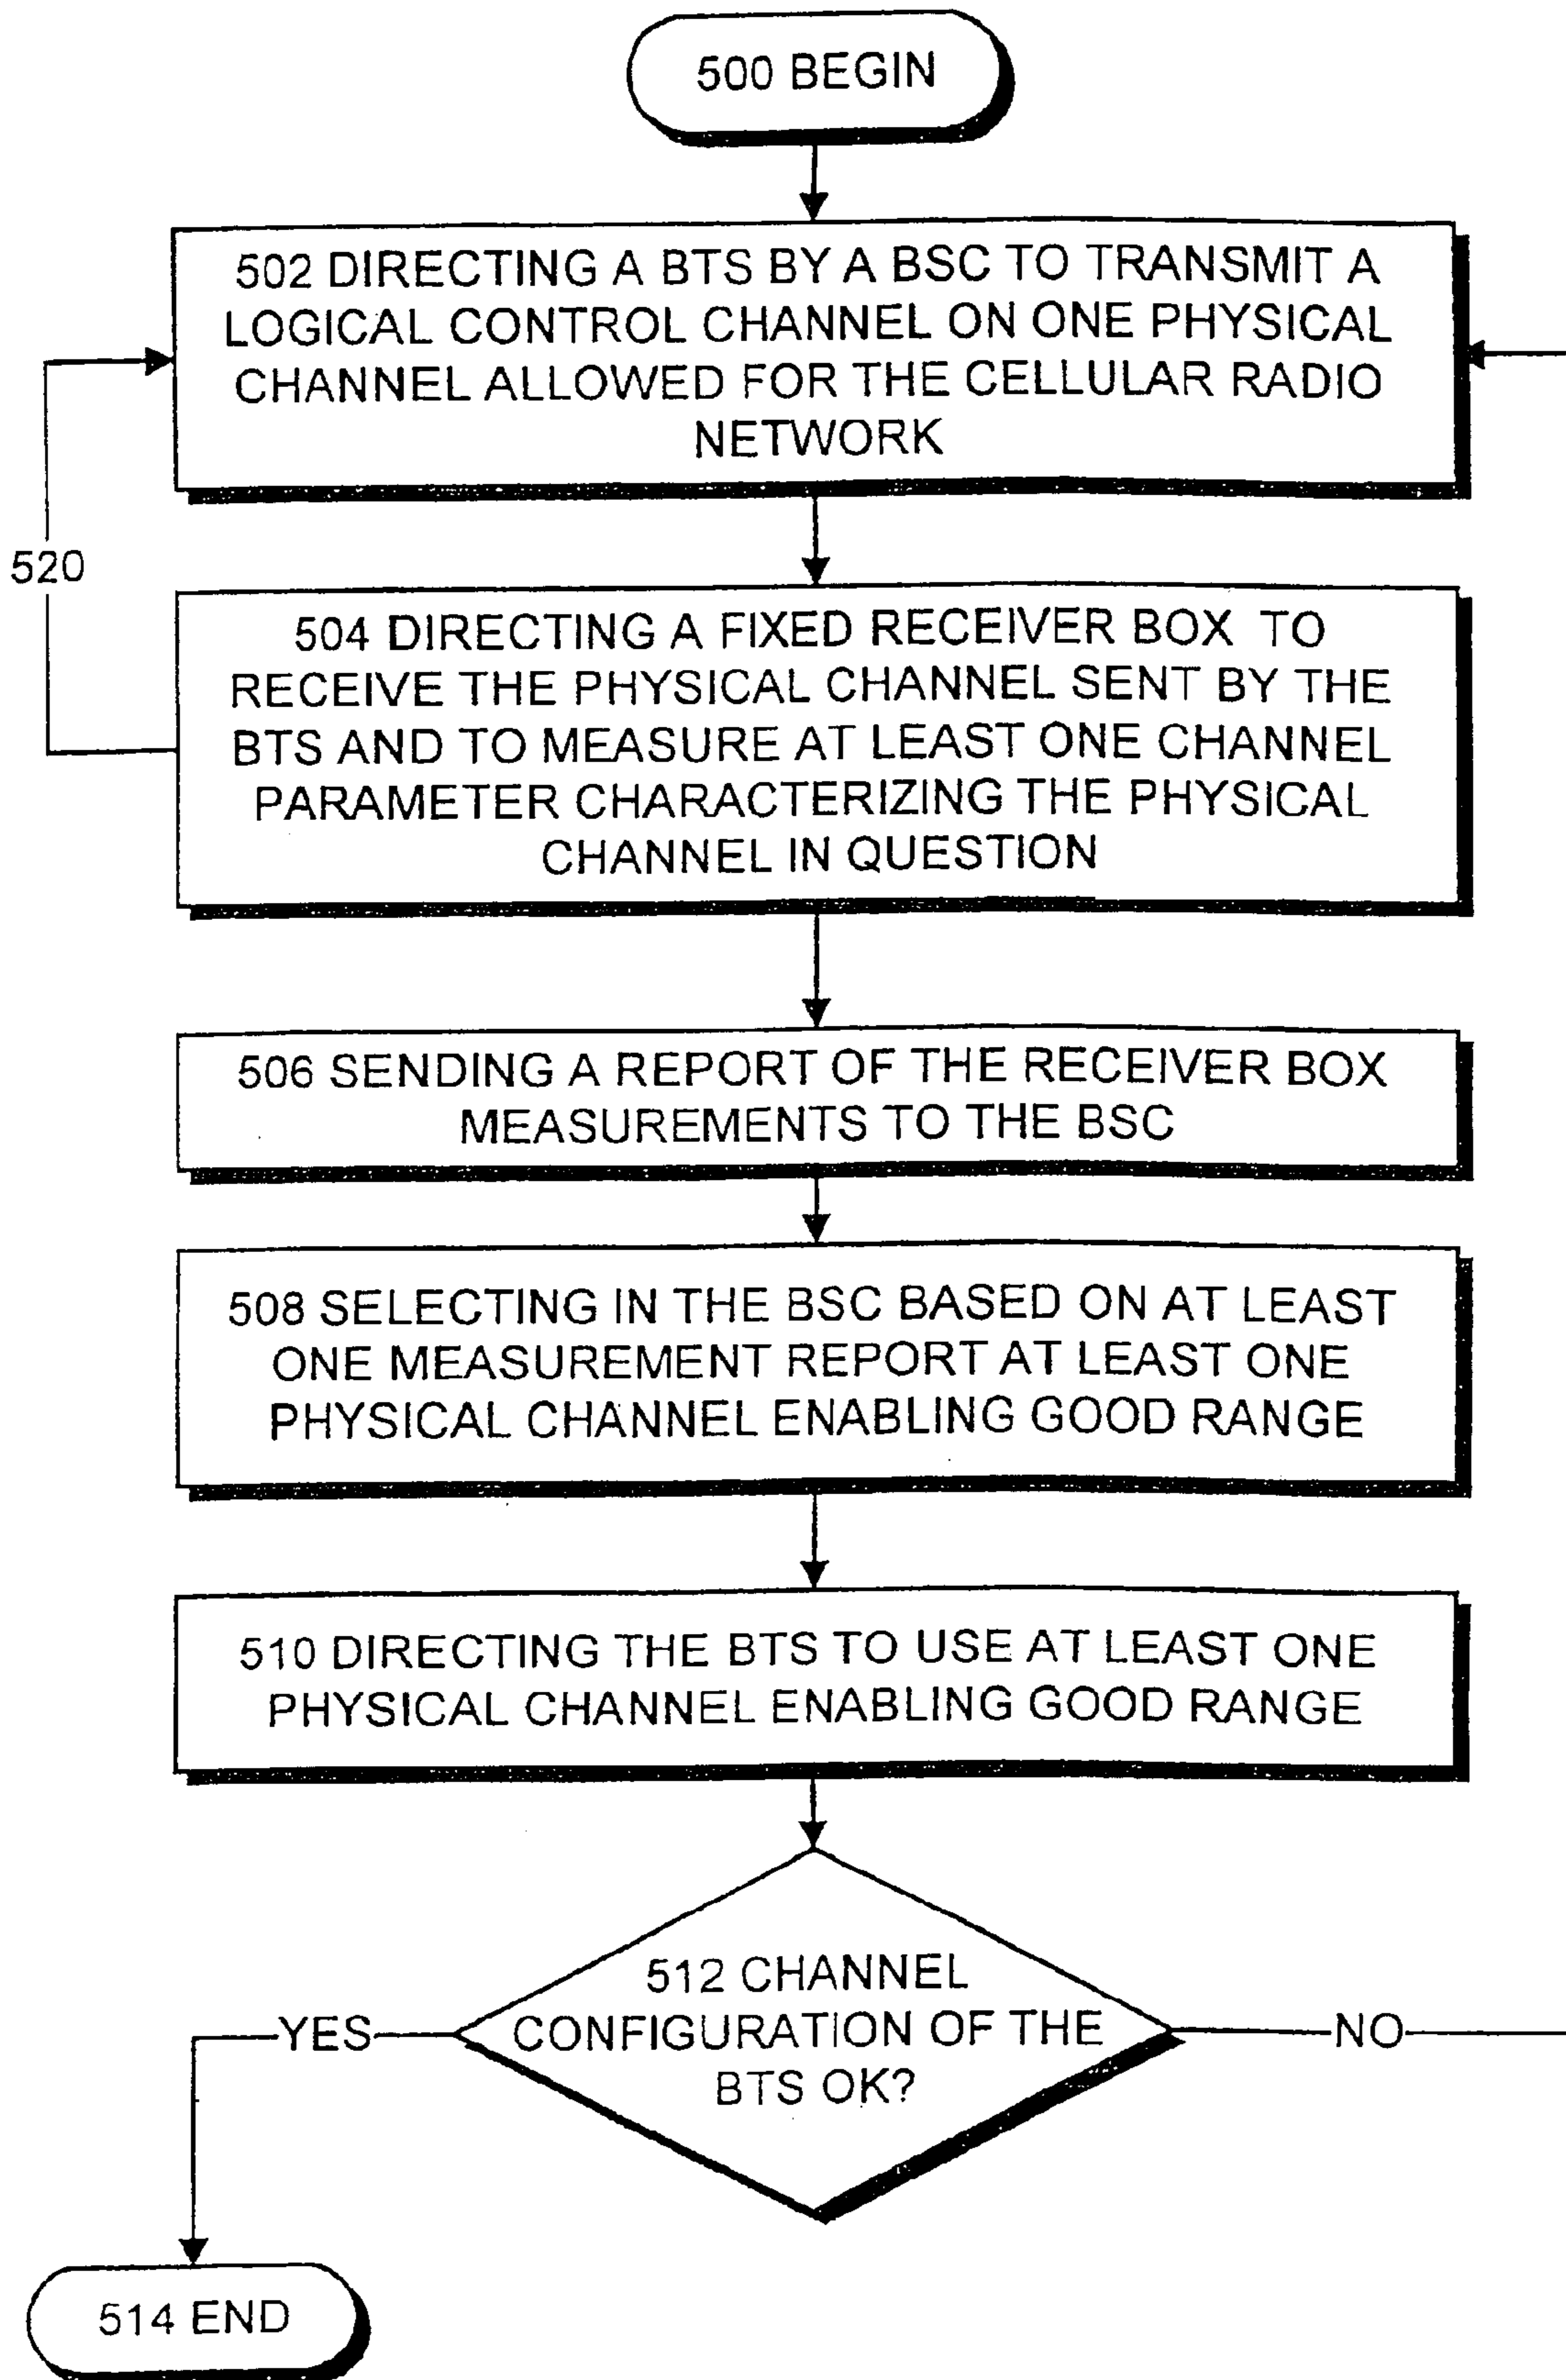 500 BEGIN
502 DIRECTING A BTS BY A BSC TO TRANSMIT A
LOGICAL CONTROL CHANNEL ON ONE PHYSICAL
CHANNEL ALLOWED FOR THE CELLULAR RADIO
NETWORK
520
504 DIRECTING A FIXED RECEIVER BOX TO
RECEIVE THE PHYSICAL CHANNEL SENT BY THE
BTS AND TO MEASURE AT LEAST ONE CHANNEL
PARAMETER CHARACTERIZING THE PHYSICAL
CHANNEL IN QUESTION
506 SENDING A REPORT OF THE RECEIVER BOX
MEASUREMENTS TO THE BSC
508 SELECTING IN THE BSC BASED ON AT LEAST
ONE MEASUREMENT REPORT AT LEAST ONE
PHYSICAL CHANNEL ENABLING GOOD RANGE
510 DIRECTING THE BTS TO USE AT LEAST ONE
PHYSICAL CHANNEL ENABLING GOOD RANGE
512 CHANNEL
CONFIGURATION OF THE
BTS OK?
YES
NO
514 END